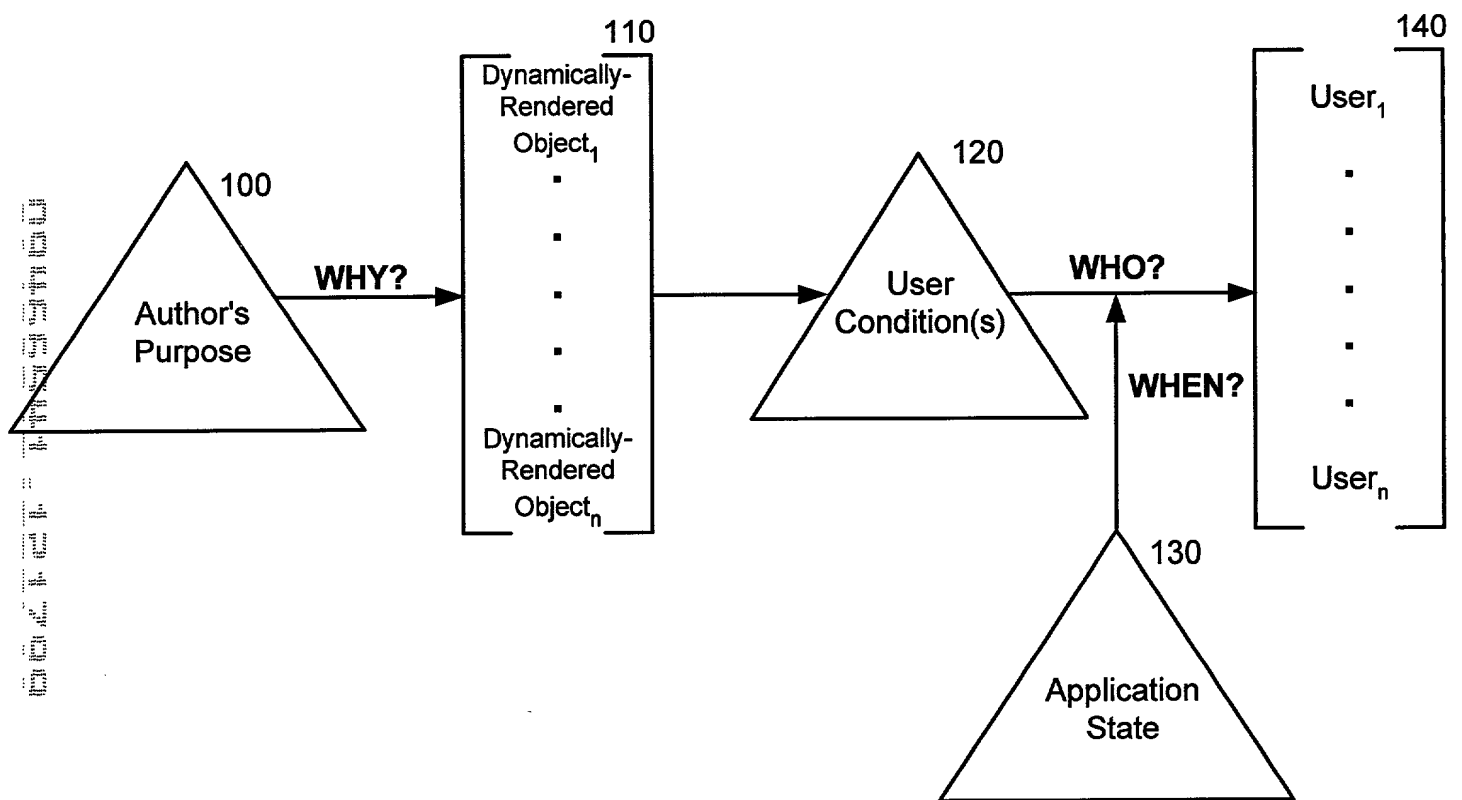 110
Dynamically-
Rendered
Object1
Dynamically-
Rendered
Objectn
140
User1
Usern
120
User
Condition(s)
100
Author's
Purpose
WHY?
WHO?
WHEN?
130
Application
State